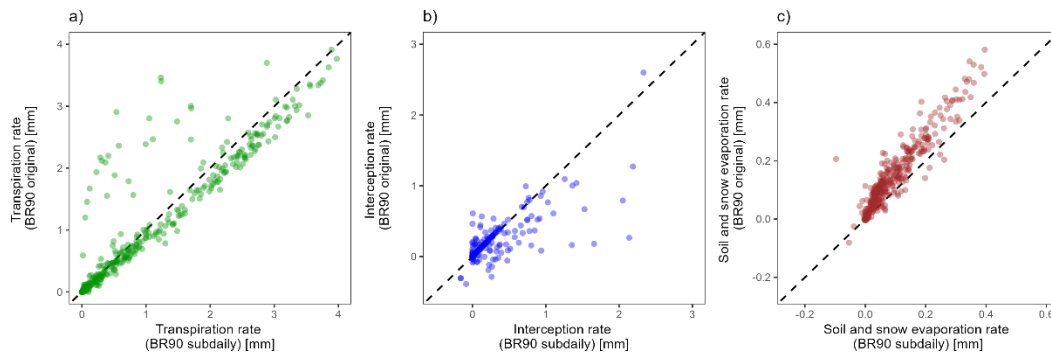 a)
Transpiration rate
(BR90 original) [mm]
4
3
2
1
0
0
1
2
3
4
Transpiration rate
(BR90 subdaily) [mm]
b)
Interception rate
(BR90 original) [mm]
3
2
1
0
0
1
2
3
Interception rate
(BR90 subdaily) [mm]
c)
Soil and snow evaporation rate
(BR90 original) [mm]
0.6
0.4
0.2
0.0
-0.2
-0.2
0.0
0.2
0.4
0.6
Soil and snow evaporation rate
(BR90 subdaily) [mm]